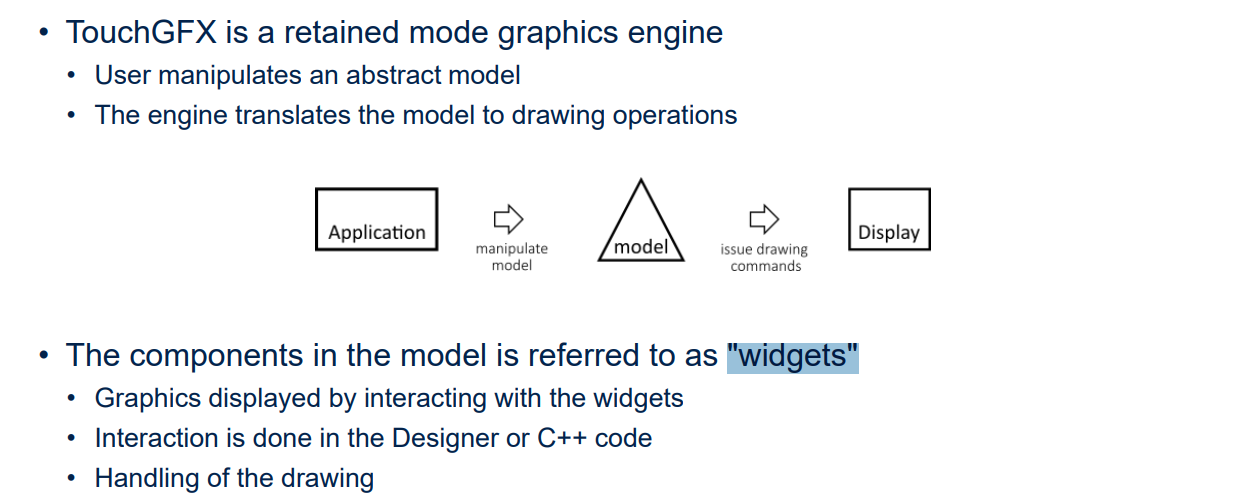 • TouchGFX is a retained mode graphics engine
• User manipulates an abstract model
• The engine translates the model to drawing operations
Application
manipulate
model
model
issue drawing
commands
Display
• The components in the model is referred to as "widgets"
• Graphics displayed by interacting with the widgets
• Interaction is done in the Designer or C++ code
• Handling of the drawing